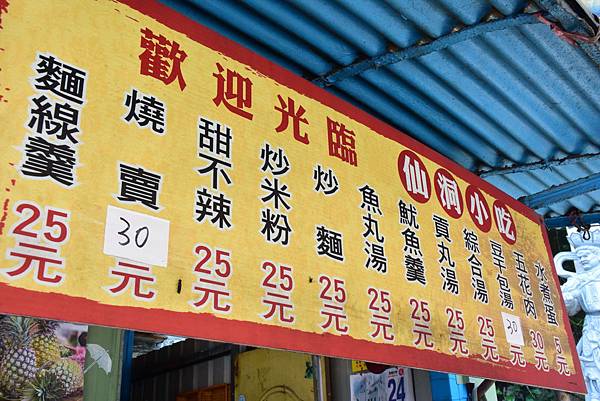 歡迎光臨
仙洞小吃
麵線羹 25元
燒賣 30元
甜不辣 25元
炒米粉 25元
炒麵 25元
魚丸湯 25元
魷魚羹 25元
貢丸湯 25元
綜合湯 25元
豆干包湯 30元
五花肉 30元
水煮蛋 5元
24